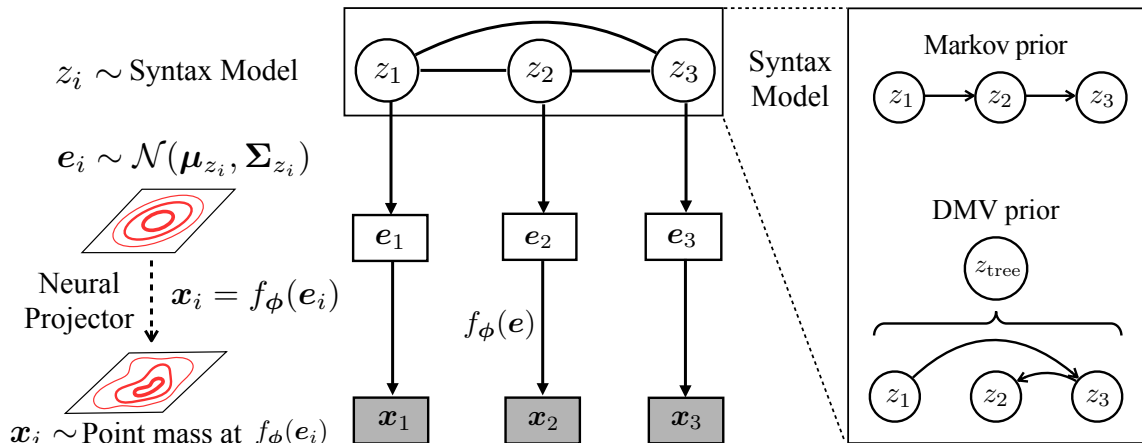 z_i ∼ Syntax Model
z_1 z_2 z_3
Syntax
Model
Markov prior
z_1 z_2 z_3
e_i ∼ N(μ_{z_i}, Σ_{z_i})
e_1 e_2 e_3
Neural
Projector
x_i = f_ϕ(e_i)
f_ϕ(e)
x_1 x_2 x_3
x_i ∼ Point mass at f_ϕ(e_i)
DMV prior
z_tree
z_1 z_2 z_3